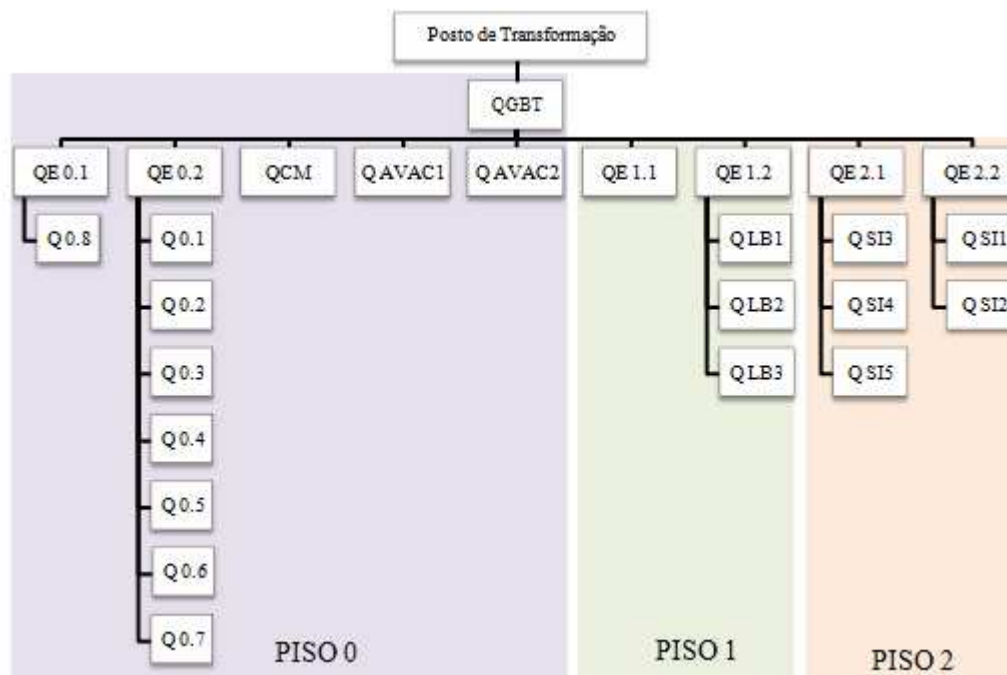 Posto de Transformação
QGBT
QE 0.1
QE 0.2
QCM
Q AVAC1
Q AVAC2
QE 1.1
QE 1.2
QE 2.1
QE 2.2
Q 0.8
Q 0.1
Q 0.2
Q 0.3
Q 0.4
Q 0.5
Q 0.6
Q 0.7
Q LB1
Q LB2
Q LB3
Q SI3
Q SI4
Q SI5
Q SI1
Q SI2
PISO 0
PISO 1
PISO 2